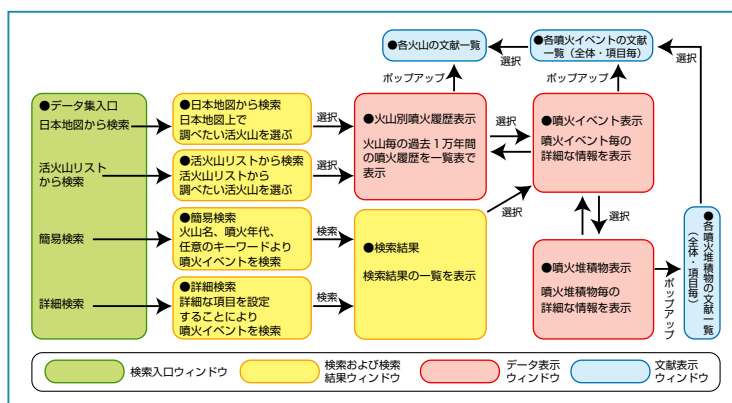 ●各火山の文献一覧
●各噴火イベントの文献
一覧(全体・項目毎)
選択
選択
ポップアップ
ポップアップ
●データ集入口
日本地図から検索
活火山リスト
から検索
簡易検索
詳細検索
●日本地図から検索
日本地図上で
調べたい活火山を選ぶ
選択
●活火山リストから検索
活火山リストから
調べたい活火山を選ぶ
選択
●簡易検索
火山名、噴火年代、
任意のキーワードより
噴火イベントを検索
検索
●詳細検索
詳細な項目を設定
することにより
噴火イベントを検索
検索
●火山別噴火履歴表示
火山毎の過去1万年間
の噴火履歴を一覧表で
表示
選択
●検索結果
検索結果の一覧を表示
選択
●噴火イベント表示
噴火イベント毎の
詳細な情報を表示
選択
●噴火堆積物表示
噴火堆積物毎の
詳細な情報を表示
ポップアップ
●各噴火堆積物の文献一覧
(全体・項目毎)
検索入口ウィンドウ
検索および検索
結果ウィンドウ
データ表示
ウィンドウ
文献表示
ウィンドウ